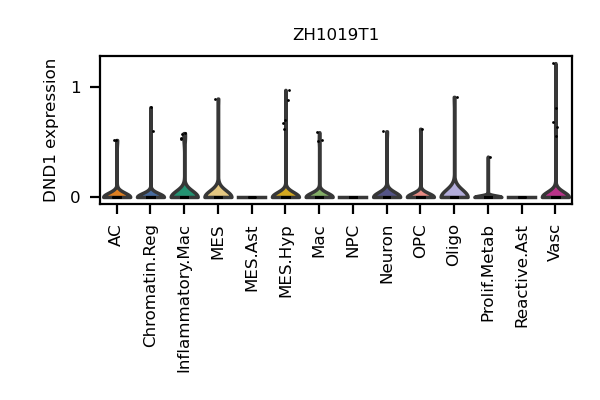 ZH1019T1
DND1 expression
1
0
AC
Chromatin.Reg
Inflammatory.Mac
MES
MES.Ast
MES.Hyp
Mac
NPC
Neuron
OPC
Oligo
Prolif.Metab
Reactive.Ast
Vasc